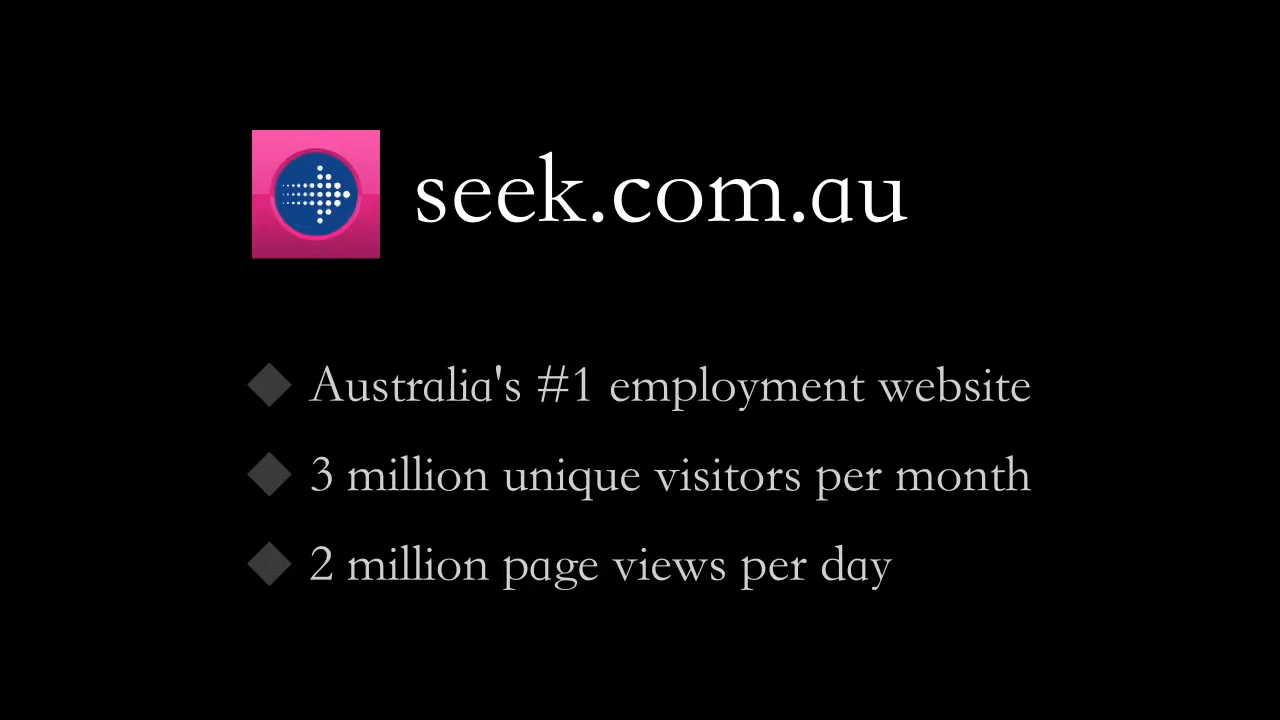 seek.com.au
Australia's #1 employment website
3 million unique visitors per month
2 million page views per day